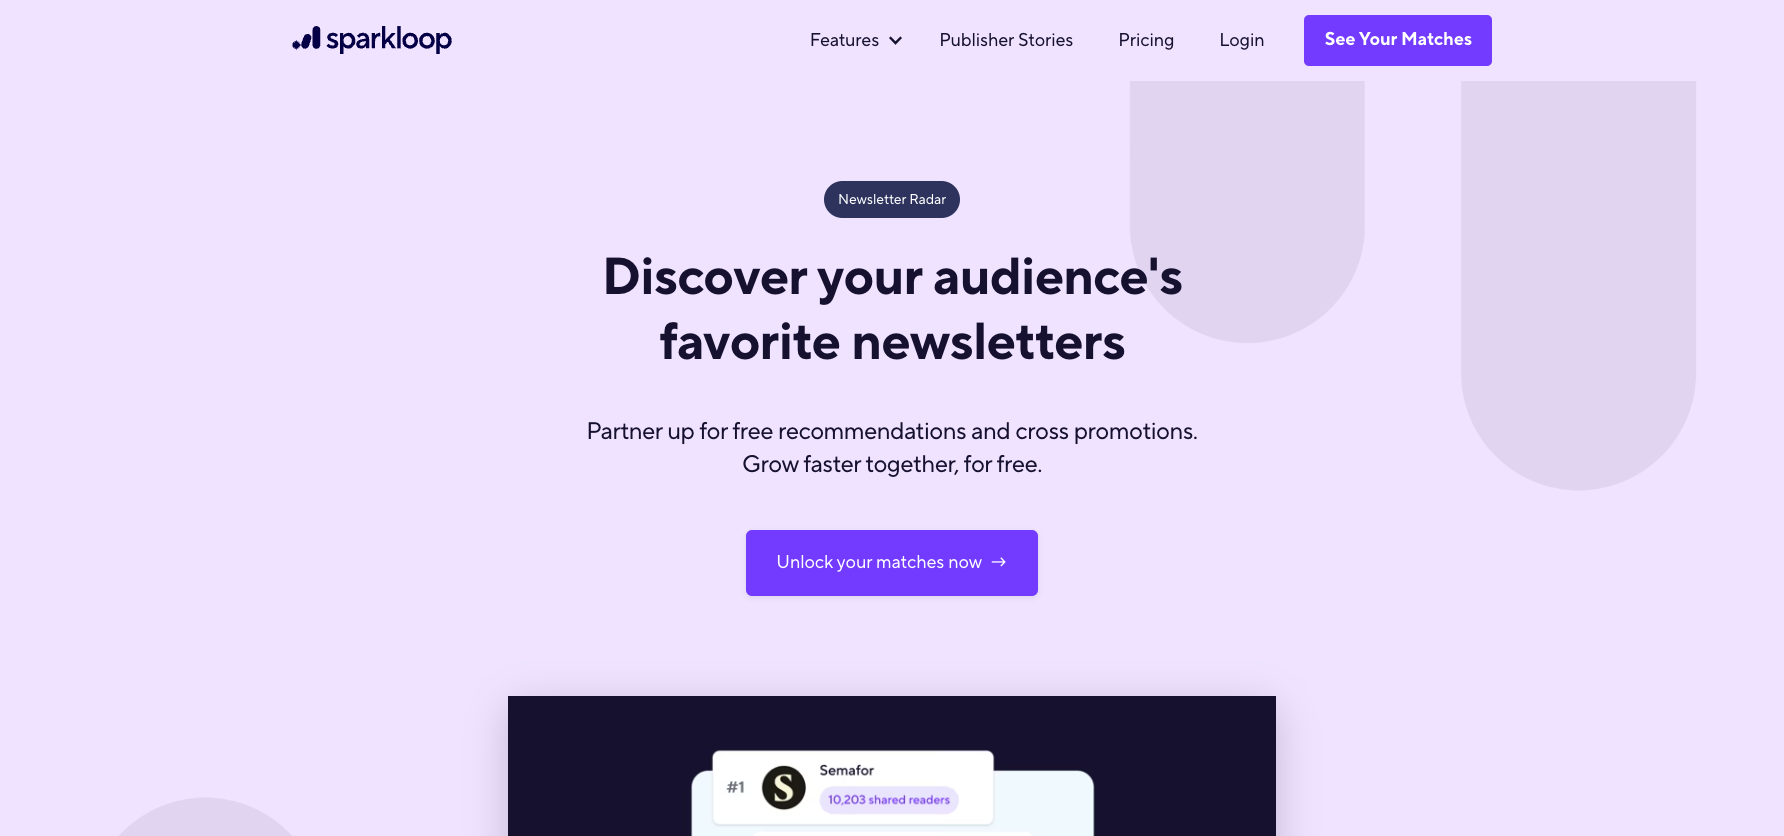 sparkloop
Features
Publisher Stories
Pricing
Login
See Your Matches
Newsletter Radar
Discover your audience's
favorite newsletters
Partner up for free recommendations and cross promotions.
Grow faster together, for free.
Unlock your matches now →
#1
S
Semafor
10,203 shared readers